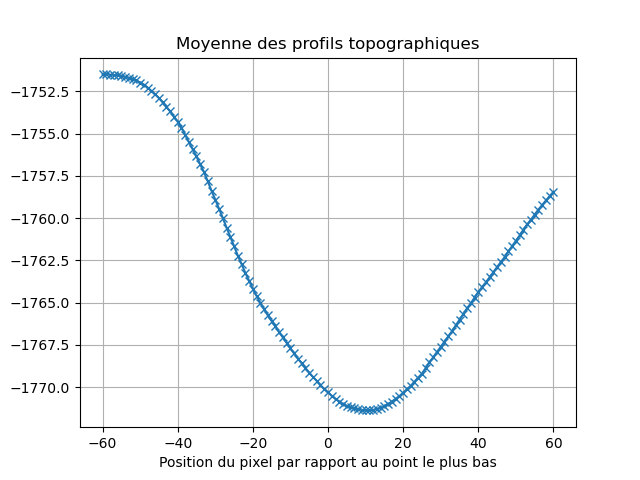 Moyenne des profils topographiques
−1752.5
−1755.0
−1757.5
−1760.0
−1762.5
−1765.0
−1767.5
−1770.0
−60 −40 −20 0 20 40 60
Position du pixel par rapport au point le plus bas